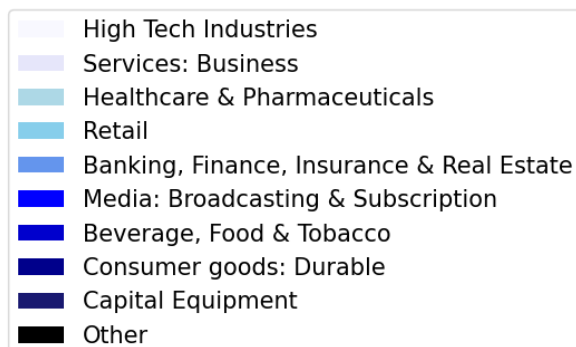 High Tech Industries
Services: Business
Healthcare & Pharmaceuticals
Retail
Banking, Finance, Insurance & Real Estate
Media: Broadcasting & Subscription
Beverage, Food & Tobacco
Consumer goods: Durable
Capital Equipment
Other